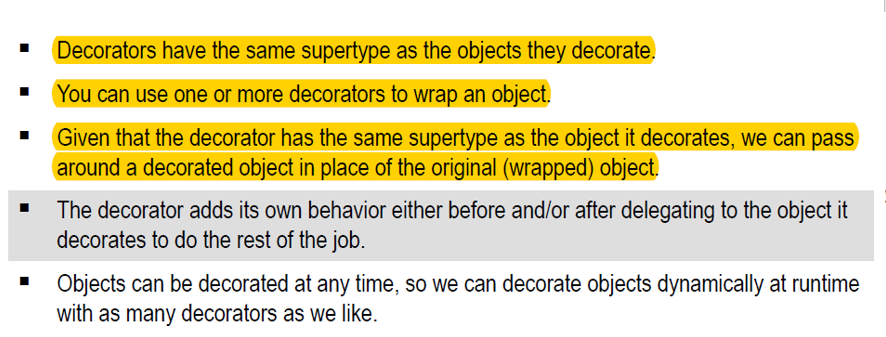 ▪ Decorators have the same supertype as the objects they decorate.
▪ You can use one or more decorators to wrap an object.
▪ Given that the decorator has the same supertype as the object it decorates, we can pass
around a decorated object in place of the original (wrapped) object.
▪ The decorator adds its own behavior either before and/or after delegating to the object it
decorates to do the rest of the job.
▪ Objects can be decorated at any time, so we can decorate objects dynamically at runtime
with as many decorators as we like.